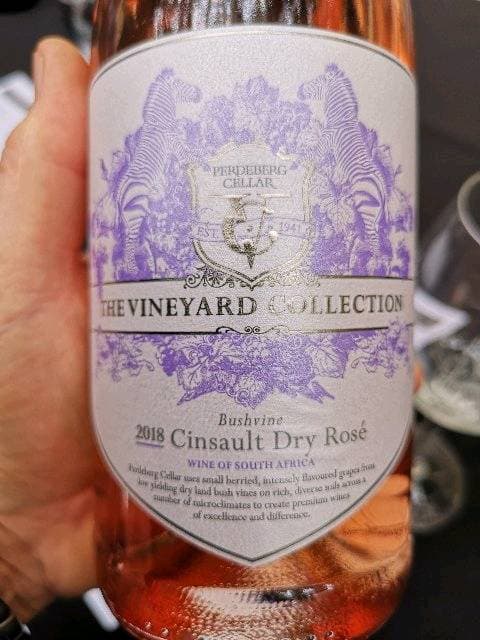 PERDEBERG
CELLAR
EST. 1941
THE VINEYARD COLLECTION
Bushvine
2018 Cinsault Dry Rosé
WINE OF SOUTH AFRICA
Perdeberg Cellar uses small berried, intensely flavoured grapes from
low yielding dry land bush vines on rich, diverse soils across a
number of microclimates to create premium wines
of excellence and difference.